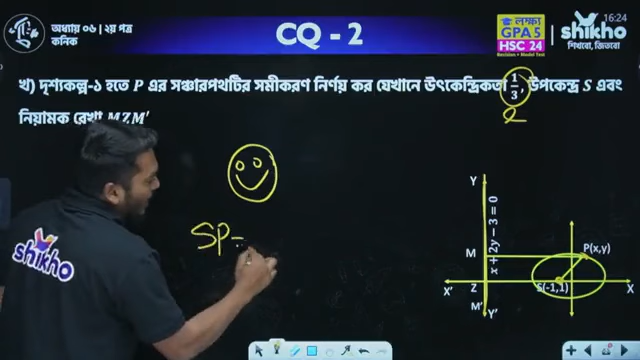 অধ্যায় ০৬ | ২য় পত্র
কনিক
CQ - 2
লক্ষ্য
GPA 5
HSC 24
Revision + Model Test
16:24
shikho
শিখবো, জিতবো
খ) দৃশ্যকল্প-১ হতে P এর সঞ্চারপথটির সমীকরণ নির্ণয় কর যেখানে উৎকেন্দ্রিকতা 1/3, উপকেন্দ্র S এবং
নিয়ামক রেখা MZM′
e
SP=
shikho
Y
x + 2y − 3 = 0
M
P(x,y)
X′
Z
S(-1,1)
X
M′
Y′